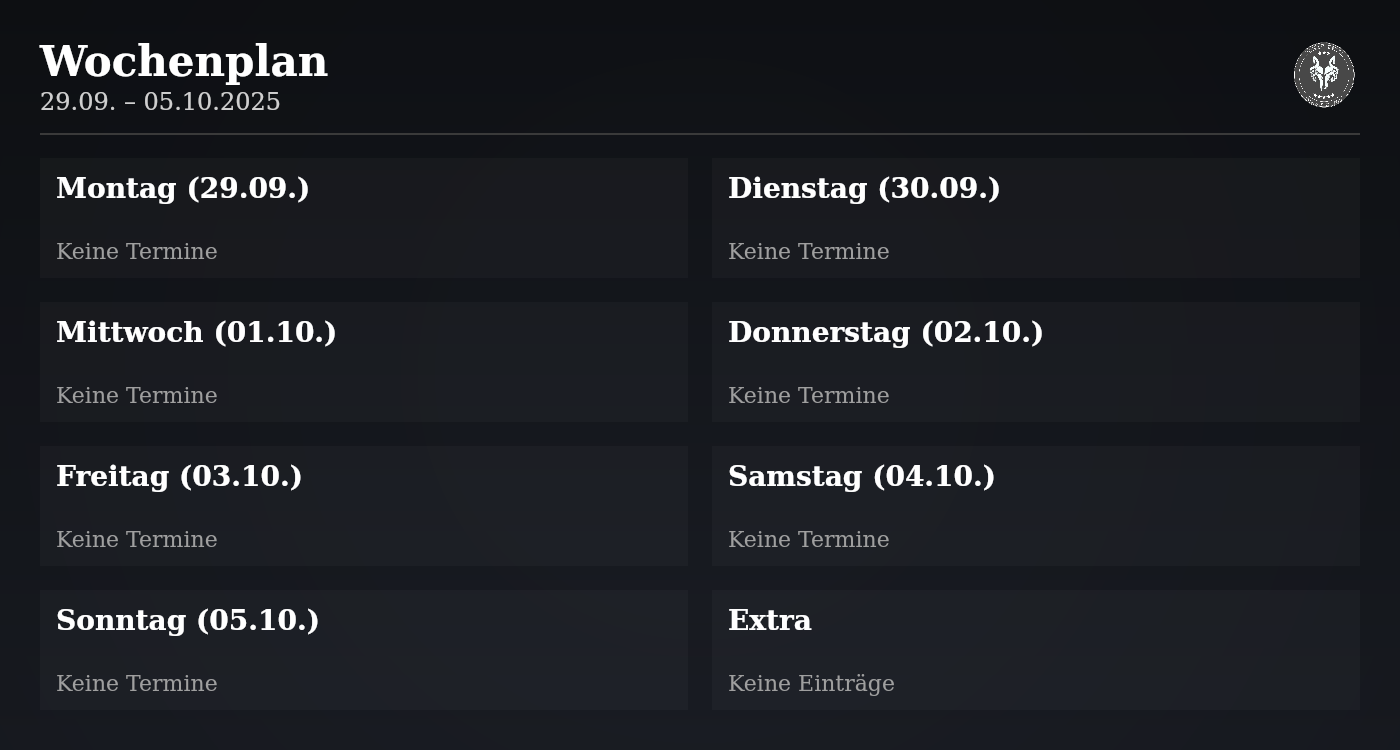 Wochenplan
29.09. – 05.10.2025
Montag (29.09.)
Keine Termine
Dienstag (30.09.)
Keine Termine
Mittwoch (01.10.)
Keine Termine
Donnerstag (02.10.)
Keine Termine
Freitag (03.10.)
Keine Termine
Samstag (04.10.)
Keine Termine
Sonntag (05.10.)
Keine Termine
Extra
Keine Einträge